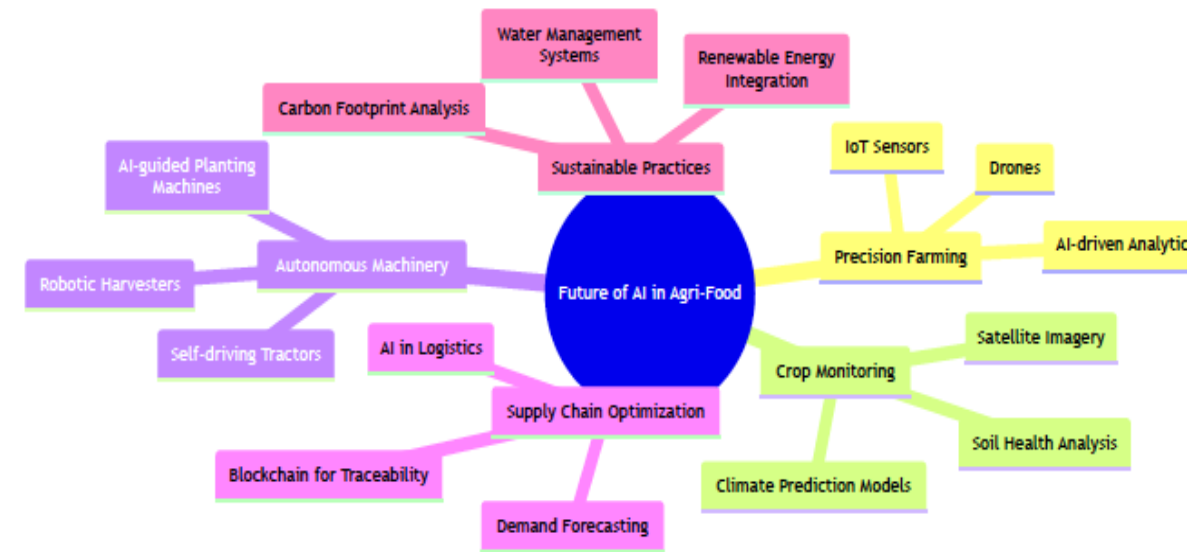 Water Management
Systems
Renewable Energy
Integration
Carbon Footprint Analysis
Sustainable Practices
IoT Sensors
Drones
AI-driven Analytic
Precision Farming
AI-guided Planting
Machines
Autonomous Machinery
Robotic Harvesters
Self-driving Tractors
Future of AI in Agri-Food
Satellite Imagery
Crop Monitoring
Soil Health Analysis
Climate Prediction Models
AI in Logistics
Supply Chain Optimization
Blockchain for Traceability
Demand Forecasting